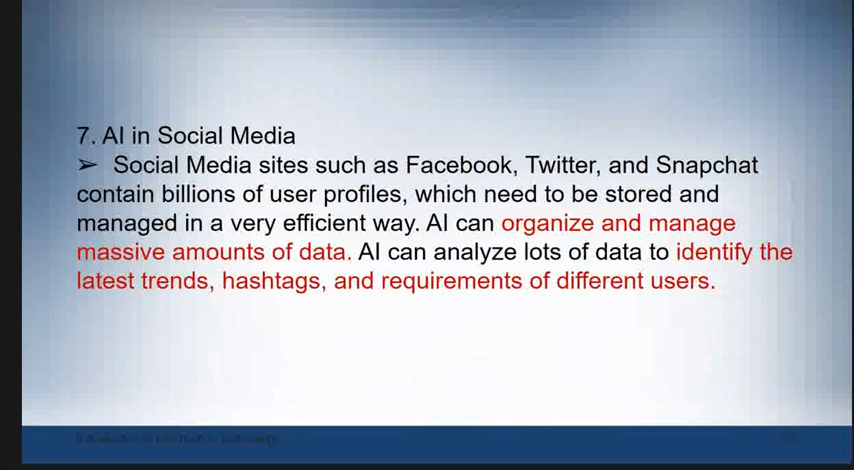 7. AI in Social Media
➢ Social Media sites such as Facebook, Twitter, and Snapchat
contain billions of user profiles, which need to be stored and
managed in a very efficient way. AI can organize and manage
massive amounts of data. AI can analyze lots of data to identify the
latest trends, hashtags, and requirements of different users.